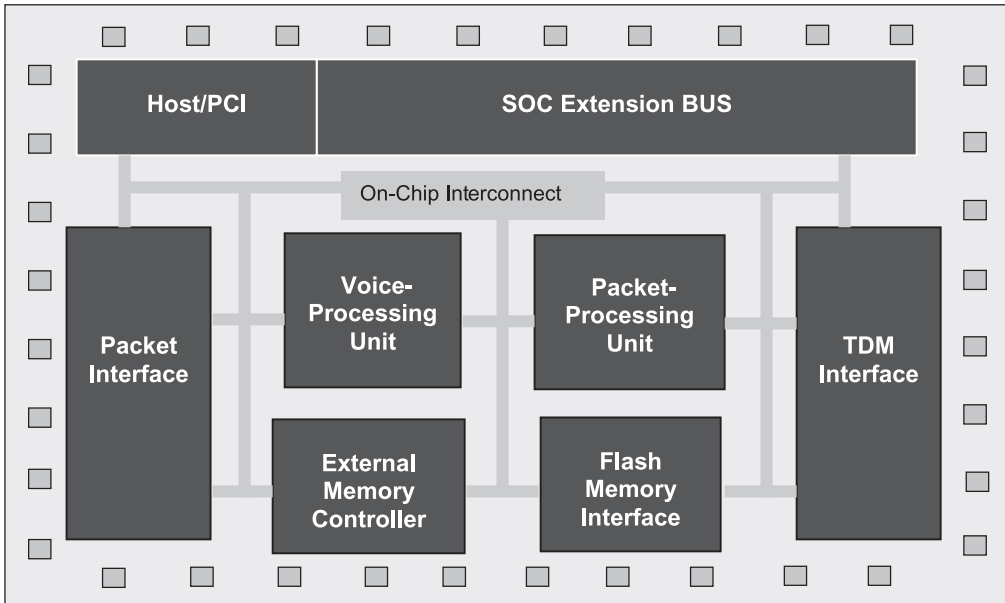 Host/PCI
SOC Extension BUS
On-Chip Interconnect
Packet
Interface
Voice-
Processing
Unit
Packet-
Processing
Unit
TDM
Interface
External
Memory
Controller
Flash
Memory
Interface